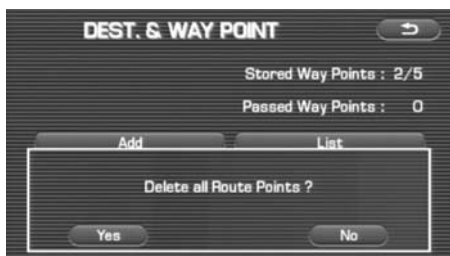 DEST. & WAY POINT
Stored Way Points : 2/5
Passed Way Points : 0
Add List
Delete all Route Points ?
Yes No